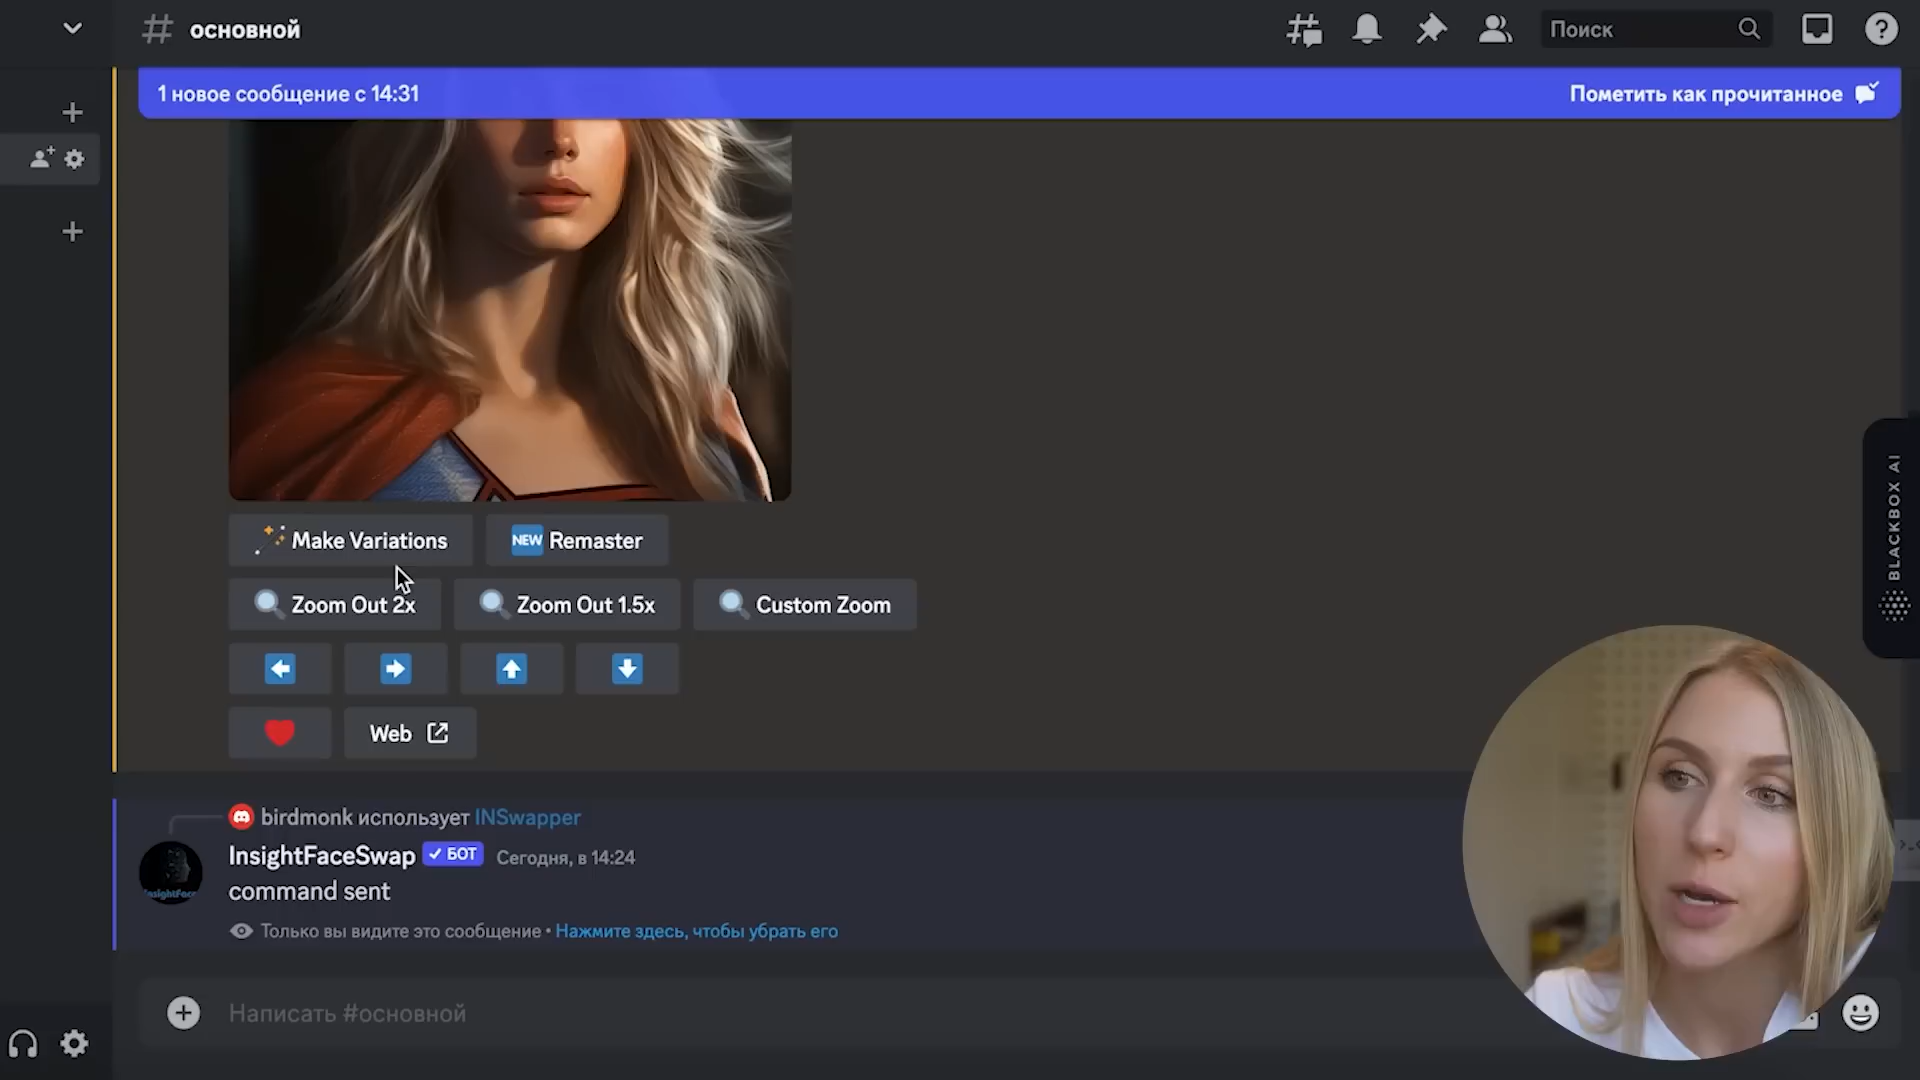 основной
Поиск
1 новое сообщение с 14:31
Пометить как прочитанное
Make Variations
NEW Remaster
Zoom Out 2x
Zoom Out 1.5x
Custom Zoom
Web
BLACKBOX AI
birdmonk использует INSwapper
InsightFaceSwap БОТ Сегодня, в 14:24
command sent
Только вы видите это сообщение • Нажмите здесь, чтобы убрать его
Написать #основной